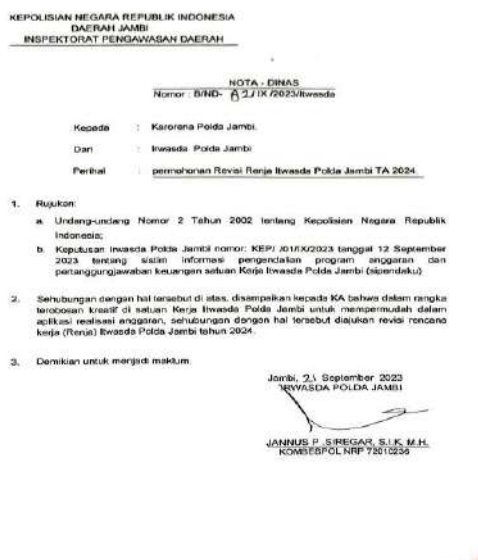 KEPOLISIAN NEGARA REPUBLIK INDONESIA
DAERAH JAMBI
INSPEKTORAT PENGAWASAN DAERAH
NOTA - DINAS
Nomor : B/ND- 82/IX/2023/Itwasda
Kepada : Karorena Polda Jambi.
Dari : Irwasda Polda Jambi
Perihal : permohonan Revisi Renja Itwasda Polda Jambi TA 2024.
1. Rujukan:
a. Undang-undang Nomor 2 Tahun 2002 tentang Kepolisian Negara Republik
Indonesia;
b. Keputusan Irwasda Polda Jambi nomor: KEP/ /01/IX/2023 tanggal 12 September
2023 tentang sistim informasi pengendalian program anggaran dan
pertanggungjawaban keuangan satuan Kerja Itwasda Polda Jambi (sipendaku)
2. Sehubungan dengan hal tersebut di atas, disampaikan kepada KA bahwa dalam rangka
terobosan kreatif di satuan Kerja Itwasda Polda Jambi untuk mempermudah dalam
aplikasi realisasi anggaran, sehubungan dengan hal tersebut diajukan revisi rencana
kerja (Renja) Itwasda Polda Jambi tahun 2024.
3. Demikian untuk menjadi maklum.
Jambi, 21 September 2023
IRWASDA POLDA JAMBI
JANNUS P .SIREGAR, S.I.K, M.H.
KOMBESPOL NRP 72010236